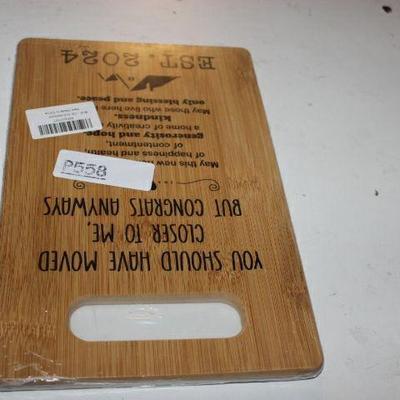 YOU SHOULD HAVE MOVED
CLOSER TO ME,
BUT CONGRATS ANYWAYS
May this new
of happiness and health,
of contentment,
generosity and hope
a home of creativity
kindness.
May those who live here
only blessing and peace.
EST. 2024
P558